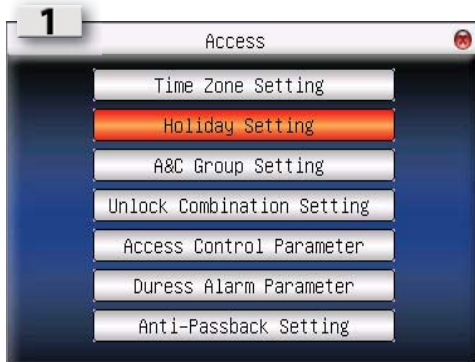 1
Access
Time Zone Setting
Holiday Setting
A&C Group Setting
Unlock Combination Setting
Access Control Parameter
Duress Alarm Parameter
Anti-Passback Setting